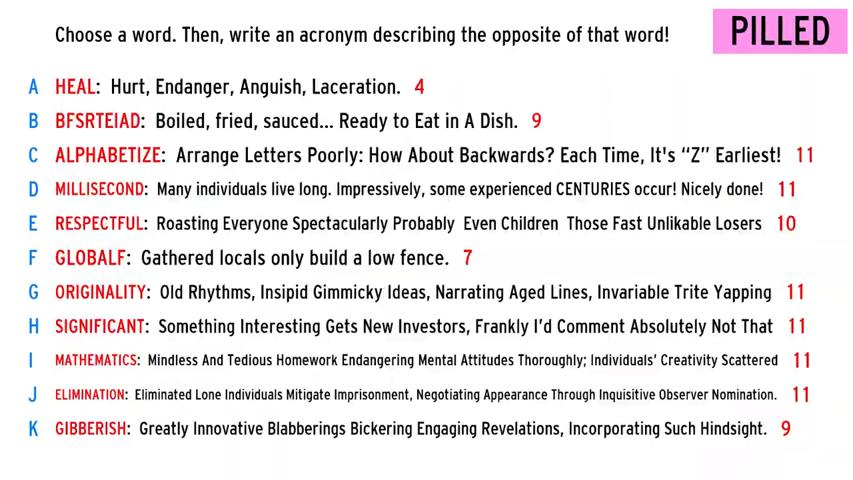 Choose a word. Then, write an acronym describing the opposite of that word!
PILLED
A HEAL: Hurt, Endanger, Anguish, Laceration. 4
B BFSRTEIAD: Boiled, fried, sauced... Ready to Eat in A Dish. 9
C ALPHABETIZE: Arrange Letters Poorly: How About Backwards? Each Time, It's “Z” Earliest! 11
D MILLISECOND: Many individuals live long. Impressively, some experienced CENTURIES occur! Nicely done! 11
E RESPECTFUL: Roasting Everyone Spectacularly Probably Even Children Those Fast Unlikable Losers 10
F GLOBALF: Gathered locals only build a low fence. 7
G ORIGINALITY: Old Rhythms, Insipid Gimmicky Ideas, Narrating Aged Lines, Invariable Trite Yapping 11
H SIGNIFICANT: Something Interesting Gets New Investors, Frankly I'd Comment Absolutely Not That 11
I MATHEMATICS: Mindless And Tedious Homework Endangering Mental Attitudes Thoroughly; Individuals' Creativity Scattered 11
J ELIMINATION: Eliminated Lone Individuals Mitigate Imprisonment, Negotiating Appearance Through Inquisitive Observer Nomination. 11
K GIBBERISH: Greatly Innovative Blabberings Bickering Engaging Revelations, Incorporating Such Hindsight. 9